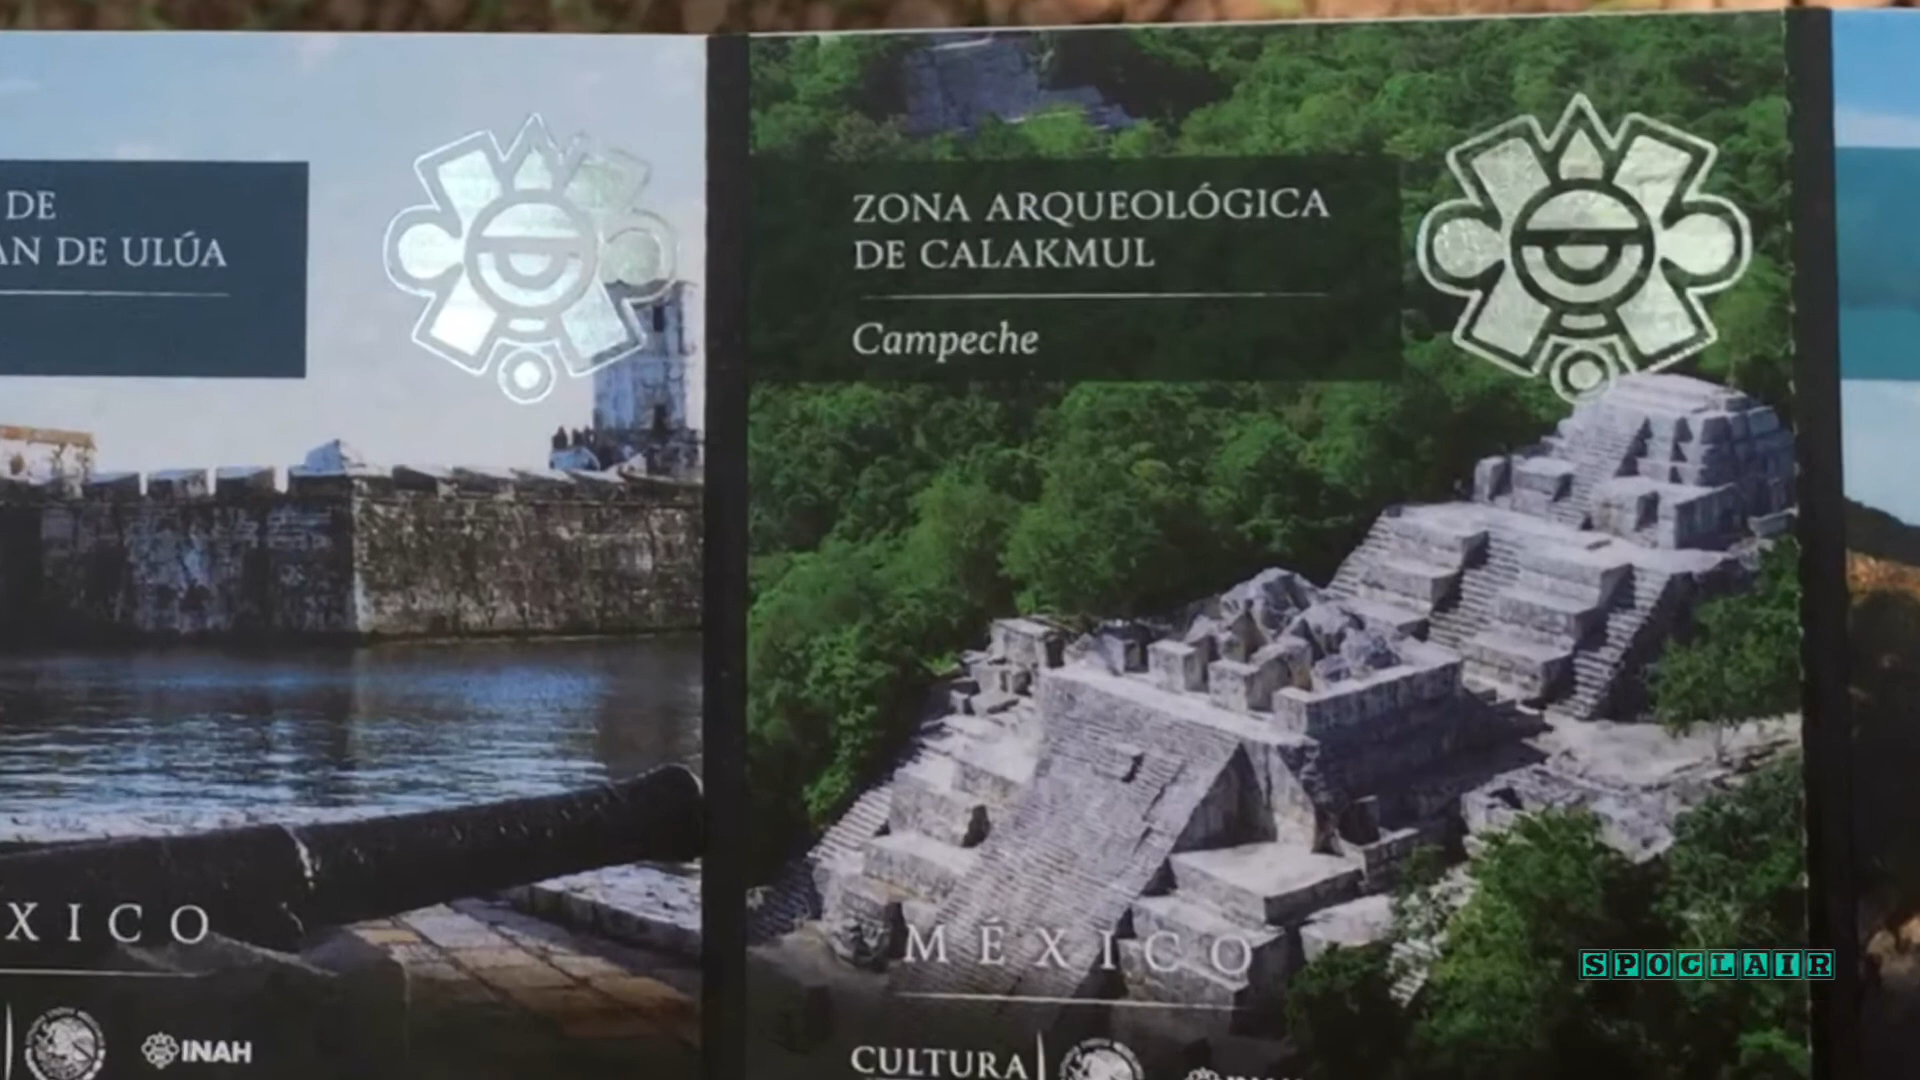 DE
AN DE ULÚA
XICO
INAH
ZONA ARQUEOLÓGICA
DE CALAKMUL
Campeche
MÉXICO
CULTURA
SPOCLAIR